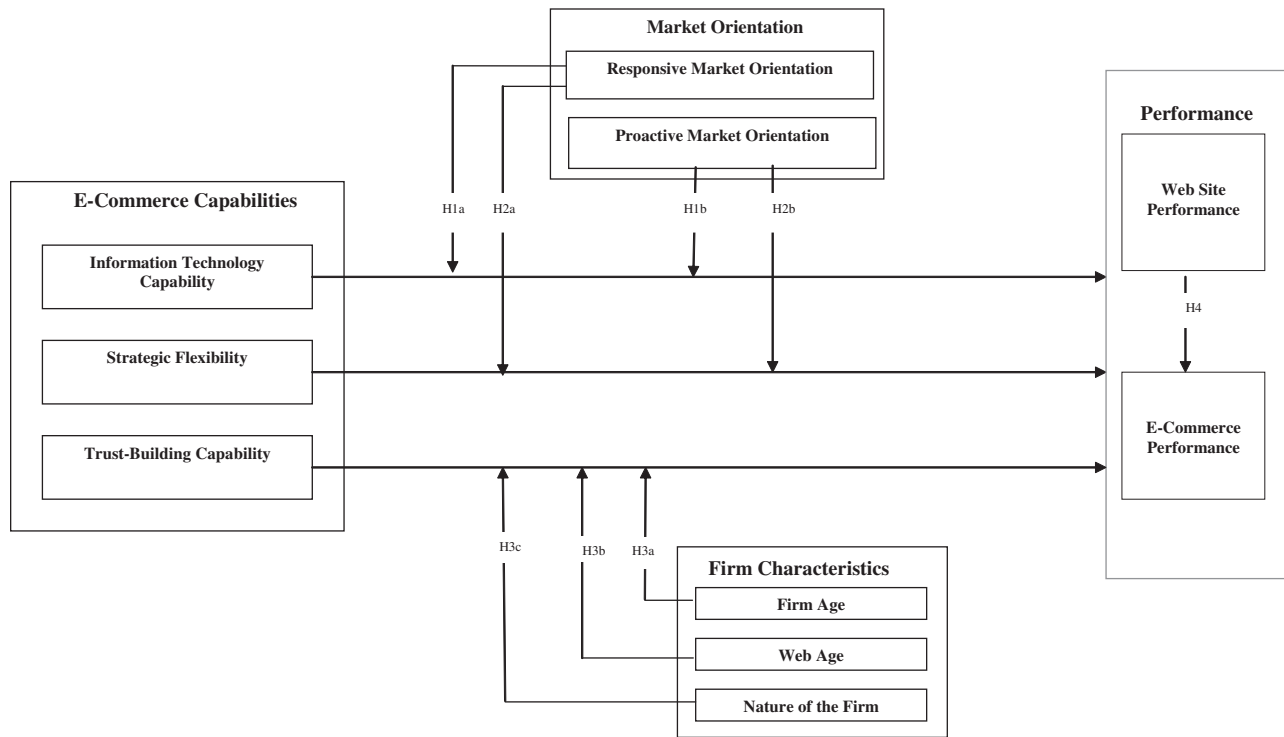 Market Orientation
Responsive Market Orientation
Proactive Market Orientation
Performance
Web Site
Performance
H4
E-Commerce
Performance
E-Commerce Capabilities
Information Technology
Capability
Strategic Flexibility
Trust-Building Capability
H1a
H2a
H1b
H2b
H3c
H3b
H3a
Firm Characteristics
Firm Age
Web Age
Nature of the Firm